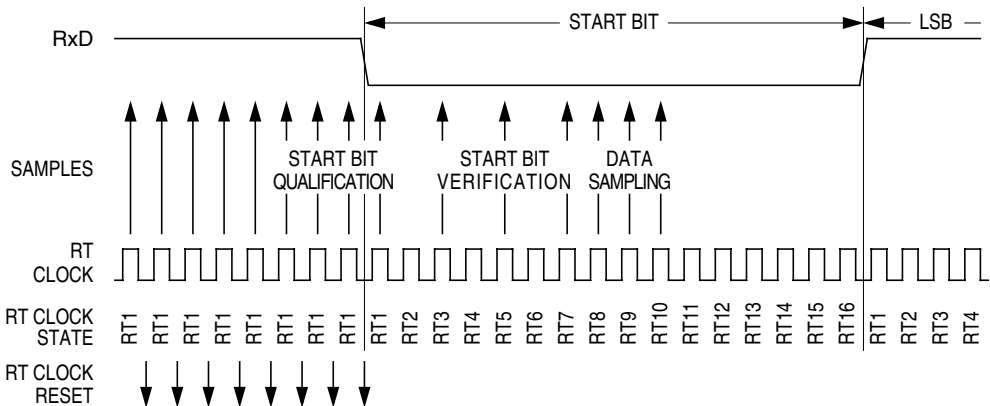 START BIT
LSB
RxD
SAMPLES
START BIT
QUALIFICATION
START BIT
VERIFICATION
DATA
SAMPLING
RT
CLOCK
RT CLOCK
STATE
RT1 RT1 RT1 RT1 RT1 RT1 RT1 RT1 RT1 RT2 RT3 RT4 RT5 RT6 RT7 RT8 RT9 RT10 RT11 RT12 RT13 RT14 RT15 RT16 RT1 RT2 RT3 RT4
RT CLOCK
RESET